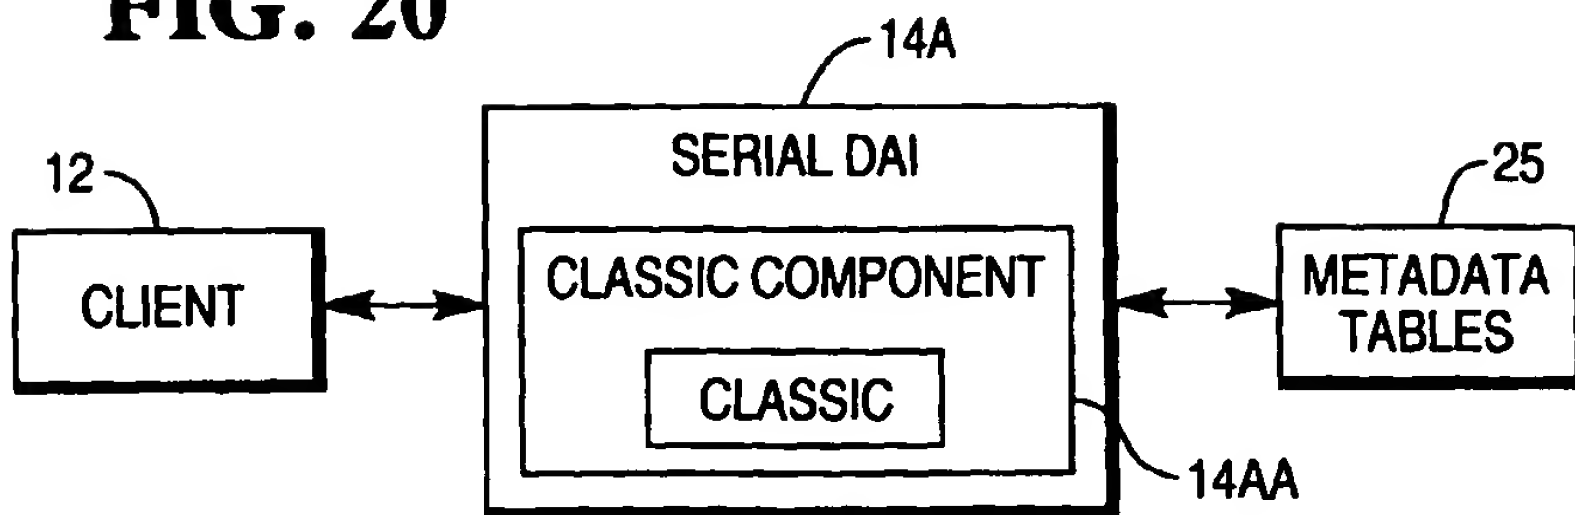 FIG. 20
14A
SERIAL DAI
12
25
CLASSIC COMPONENT
CLIENT
METADATA
TABLES
CLASSIC
14AA